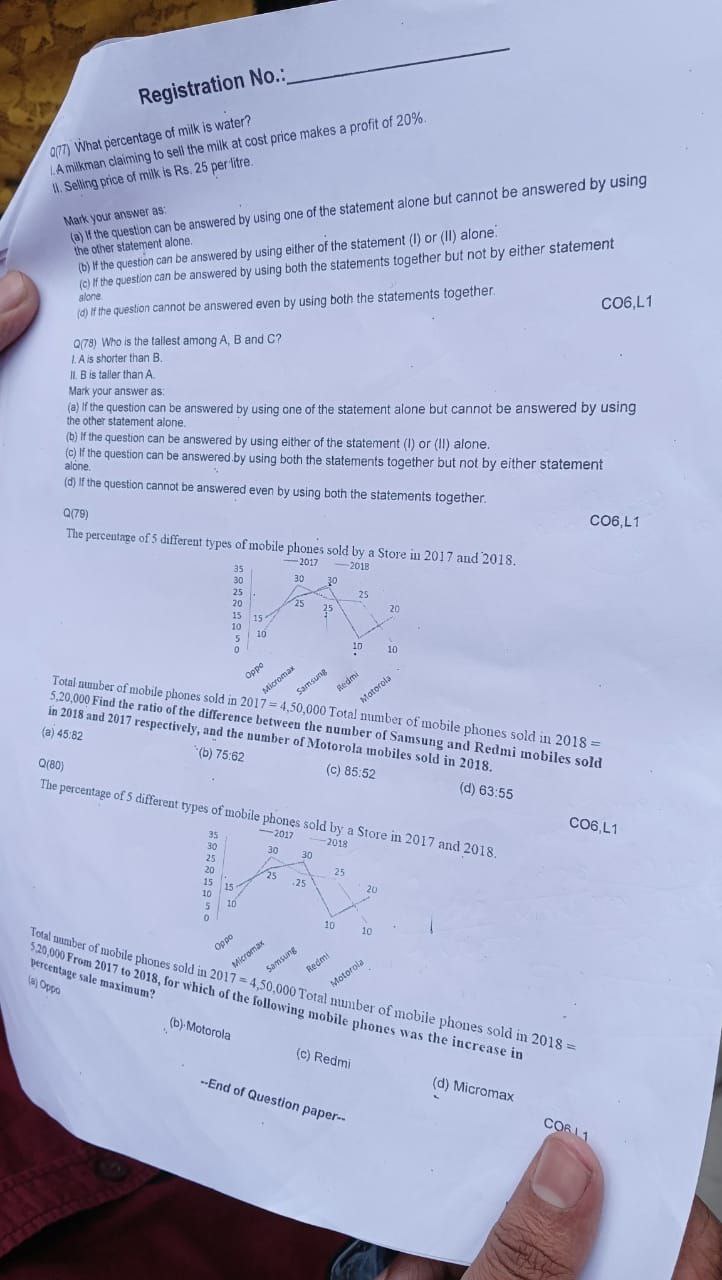 Registration No.:
Q(77) What percentage of milk is water?
I. A milkman claiming to sell the milk at cost price makes a profit of 20%.
II. Selling price of milk is Rs. 25 per litre.
Mark your answer as:
(a) If the question can be answered by using one of the statement alone but cannot be answered by using
the other statement alone.
(b) If the question can be answered by using either of the statement (I) or (II) alone.
(c) If the question can be answered by using both the statements together but not by either statement
alone
(d) If the question cannot be answered even by using both the statements together.
CO6,L1
Q(78) Who is the tallest among A, B and C?
I. A is shorter than B.
II. B is taller than A.
Mark your answer as:
(a) If the question can be answered by using one of the statement alone but cannot be answered by using
the other statement alone.
(b) If the question can be answered by using either of the statement (I) or (II) alone.
(c) If the question can be answered by using both the statements together but not by either statement
alone.
(d) If the question cannot be answered even by using both the statements together.
CO6,L1
Q(79)
The percentage of 5 different types of mobile phones sold by a Store in 2017 and 2018.
2017 2018
35
30 30 30
25 25 25 25
20 20
15 15
10 10 10 10
5
0
Oppo Micromax Samsung Redmi Motorola
Total number of mobile phones sold in 2017 = 4,50,000 Total number of mobile phones sold in 2018 =
5,20,000 Find the ratio of the difference between the number of Samsung and Redmi mobiles sold
in 2018 and 2017 respectively, and the number of Motorola mobiles sold in 2018.
(a) 45:82 (b) 75:62 (c) 85:52 (d) 63:55
CO6,L1
Q(80)
The percentage of 5 different types of mobile phones sold by a Store in 2017 and 2018.
2017 2018
35
30 30 30
25 25 25 25
20 20
15 15
10 10 10 10
5
0
Oppo Micromax Samsung Redmi Motorola
Total number of mobile phones sold in 2017 = 4,50,000 Total number of mobile phones sold in 2018 =
5,20,000 From 2017 to 2018, for which of the following mobile phones was the increase in
percentage sale maximum?
(a) Oppo (b) Motorola (c) Redmi (d) Micromax
CO6,L1
--End of Question paper--